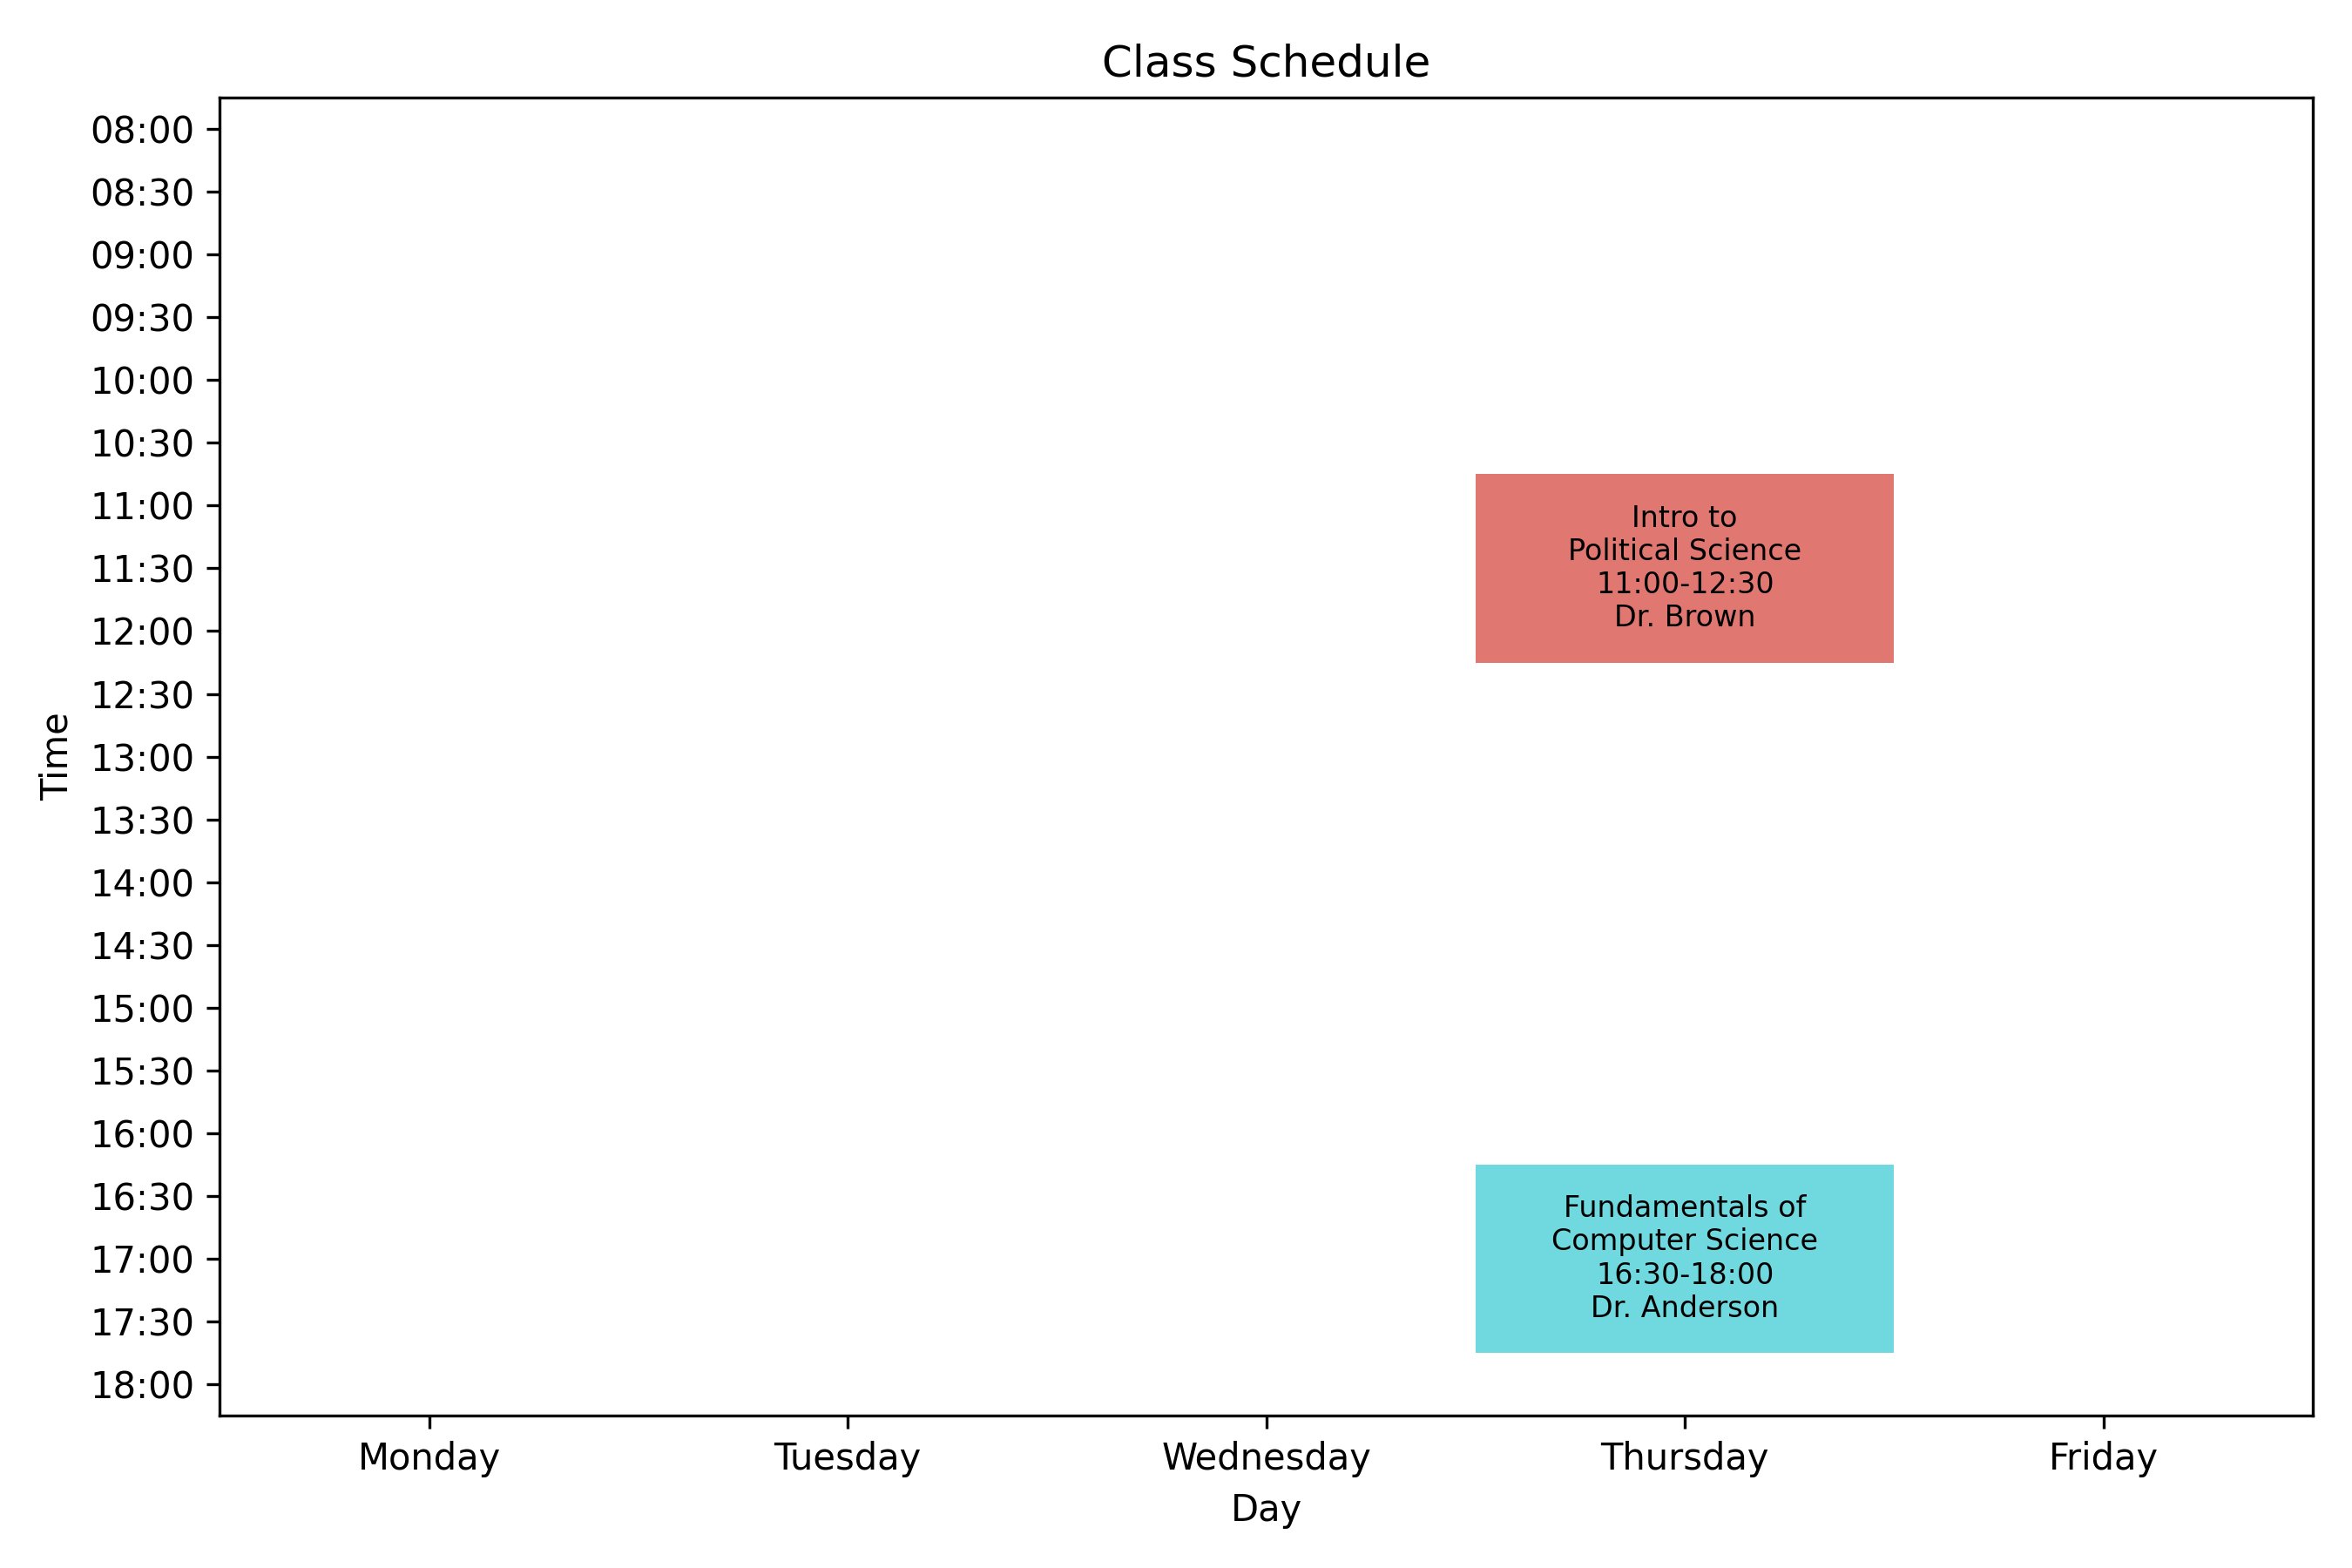 Class Schedule
Time
08:00
08:30
09:00
09:30
10:00
10:30
11:00
11:30
12:00
12:30
13:00
13:30
14:00
14:30
15:00
15:30
16:00
16:30
17:00
17:30
18:00
Intro to
Political Science
11:00-12:30
Dr. Brown
Fundamentals of
Computer Science
16:30-18:00
Dr. Anderson
Monday
Tuesday
Wednesday
Thursday
Friday
Day